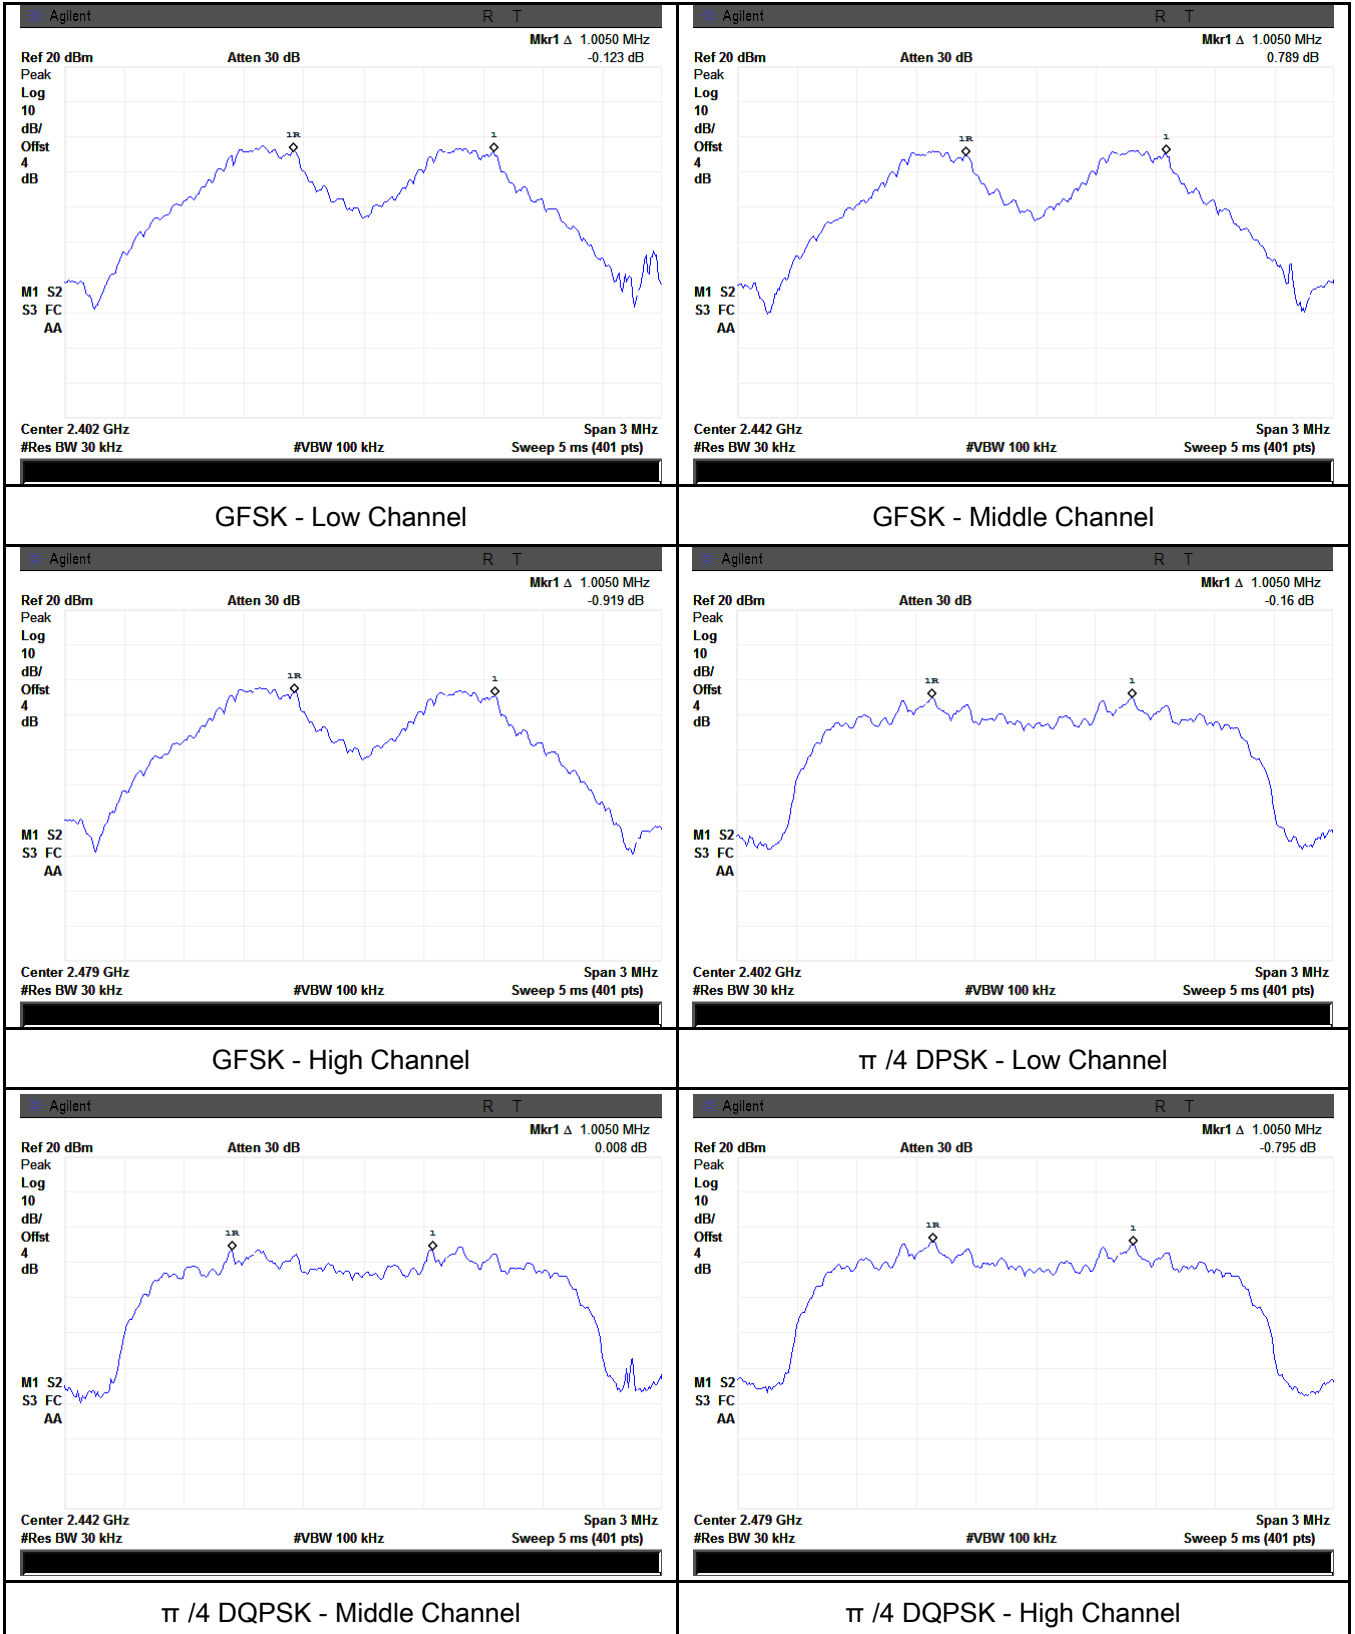 Agilent R T
Mkr1 Δ 1.0050 MHz
Ref 20 dBm Atten 30 dB -0.123 dB
Peak
Log
10
dB/
Offst
4
dB
1R
1
M1 S2
S3 FC
AA
Center 2.402 GHz Span 3 MHz
#Res BW 30 kHz #VBW 100 kHz Sweep 5 ms (401 pts)
GFSK - Low Channel
Agilent R T
Mkr1 Δ 1.0050 MHz
Ref 20 dBm Atten 30 dB 0.789 dB
Peak
Log
10
dB/
Offst
4
dB
1R
1
M1 S2
S3 FC
AA
Center 2.442 GHz Span 3 MHz
#Res BW 30 kHz #VBW 100 kHz Sweep 5 ms (401 pts)
GFSK - Middle Channel
Agilent R T
Mkr1 Δ 1.0050 MHz
Ref 20 dBm Atten 30 dB -0.919 dB
Peak
Log
10
dB/
Offst
4
dB
1R
1
M1 S2
S3 FC
AA
Center 2.479 GHz Span 3 MHz
#Res BW 30 kHz #VBW 100 kHz Sweep 5 ms (401 pts)
GFSK - High Channel
Agilent R T
Mkr1 Δ 1.0050 MHz
Ref 20 dBm Atten 30 dB -0.16 dB
Peak
Log
10
dB/
Offst
4
dB
1R
1
M1 S2
S3 FC
AA
Center 2.402 GHz Span 3 MHz
#Res BW 30 kHz #VBW 100 kHz Sweep 5 ms (401 pts)
π /4 DPSK - Low Channel
Agilent R T
Mkr1 Δ 1.0050 MHz
Ref 20 dBm Atten 30 dB 0.008 dB
Peak
Log
10
dB/
Offst
4
dB
1R
1
M1 S2
S3 FC
AA
Center 2.442 GHz Span 3 MHz
#Res BW 30 kHz #VBW 100 kHz Sweep 5 ms (401 pts)
π /4 DQPSK - Middle Channel
Agilent R T
Mkr1 Δ 1.0050 MHz
Ref 20 dBm Atten 30 dB -0.795 dB
Peak
Log
10
dB/
Offst
4
dB
1R
1
M1 S2
S3 FC
AA
Center 2.479 GHz Span 3 MHz
#Res BW 30 kHz #VBW 100 kHz Sweep 5 ms (401 pts)
π /4 DQPSK - High Channel